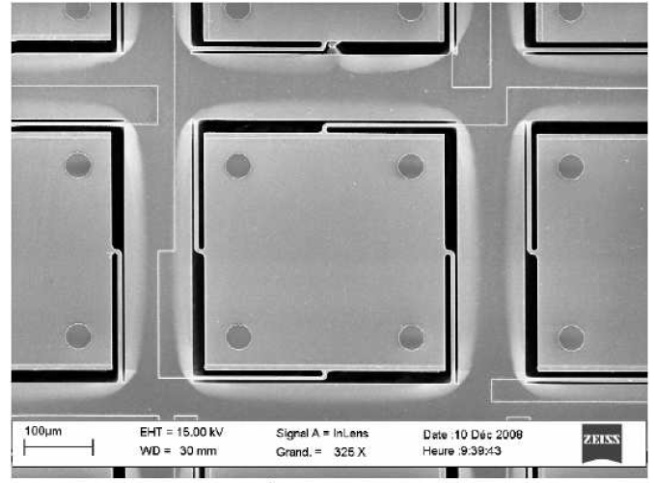 100µm
EHT = 15.00 kV
Signal A = InLens
Date :10 Déc 2008
ZEISS
WD = 30 mm
Grand. = 325 X
Heure :9:39:43